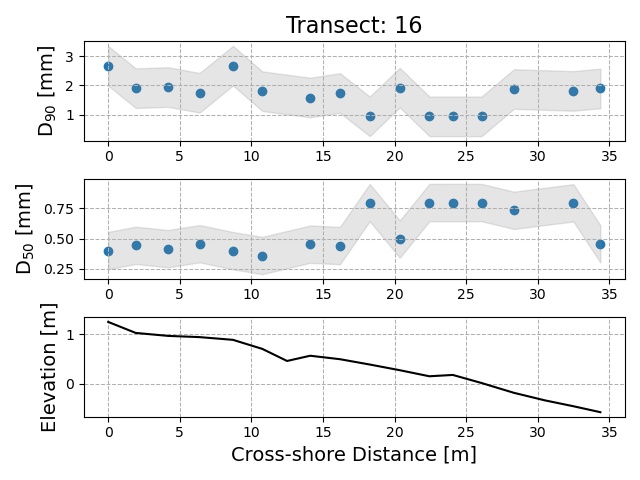 Transect: 16
D90 [mm]
3
2
1
0 5 10 15 20 25 30 35
D50 [mm]
0.75
0.50
0.25
0 5 10 15 20 25 30 35
Elevation [m]
1
0
0 5 10 15 20 25 30 35
Cross-shore Distance [m]